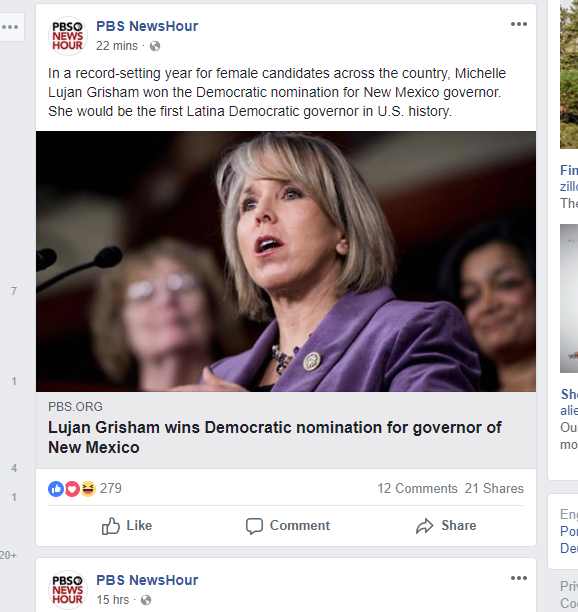 PBS NewsHour
22 mins ·
PBS
NEWS
HOUR
In a record-setting year for female candidates across the country, Michelle
Lujan Grisham won the Democratic nomination for New Mexico governor.
She would be the first Latina Democratic governor in U.S. history.
PBS.ORG
Lujan Grisham wins Democratic nomination for governor of
New Mexico
279
12 Comments 21 Shares
Like Comment Share
PBS
NEWS
HOUR
PBS NewsHour
15 hrs ·
7
1
4
1
20+
Fin
zill
The
She
alie
Ou
mo
Eng
Por
Deu
Priv
Coo